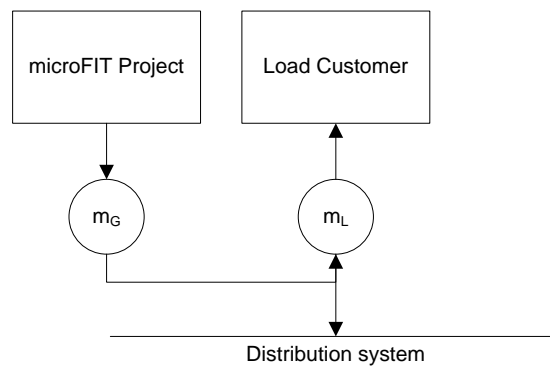 microFIT Project
Load Customer
mG
mL
Distribution system